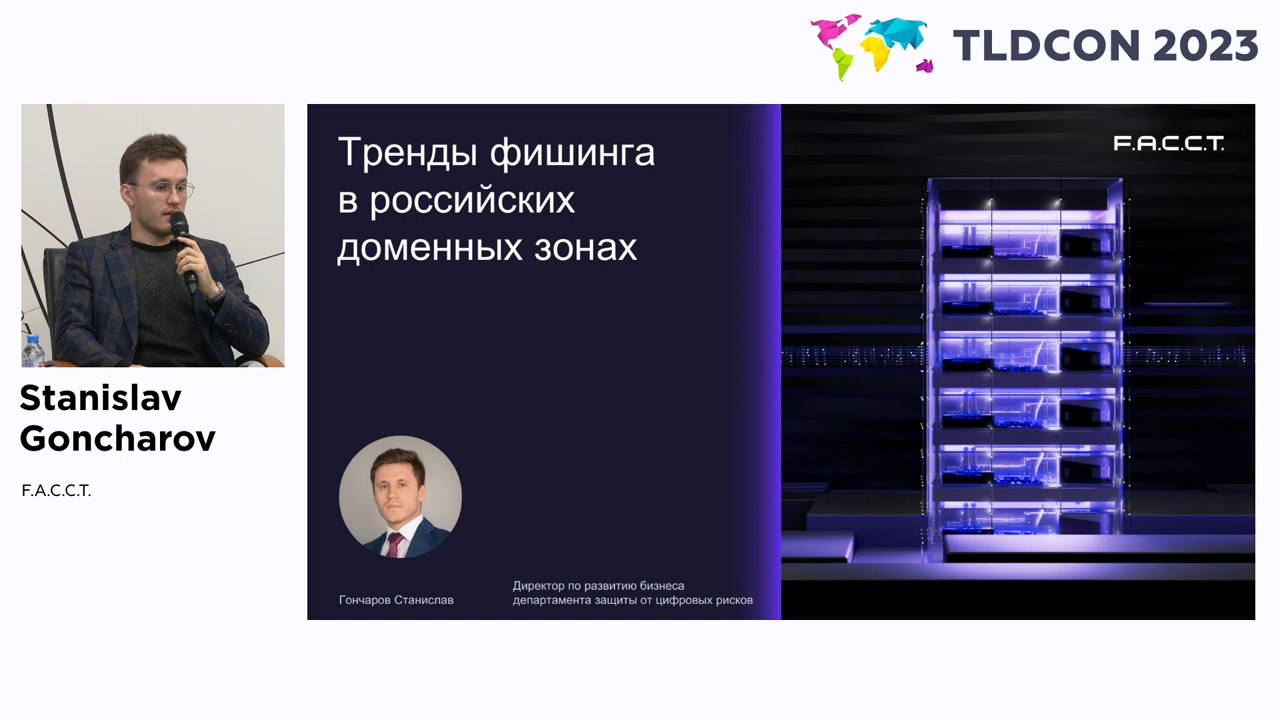 TLDCON 2023
F.A.C.C.T.
Тренды фишинга
в российских
доменных зонах
Stanislav
Goncharov
F.A.C.C.T.
Гончаров Станислав
Директор по развитию бизнеса
департамента защиты от цифровых рисков